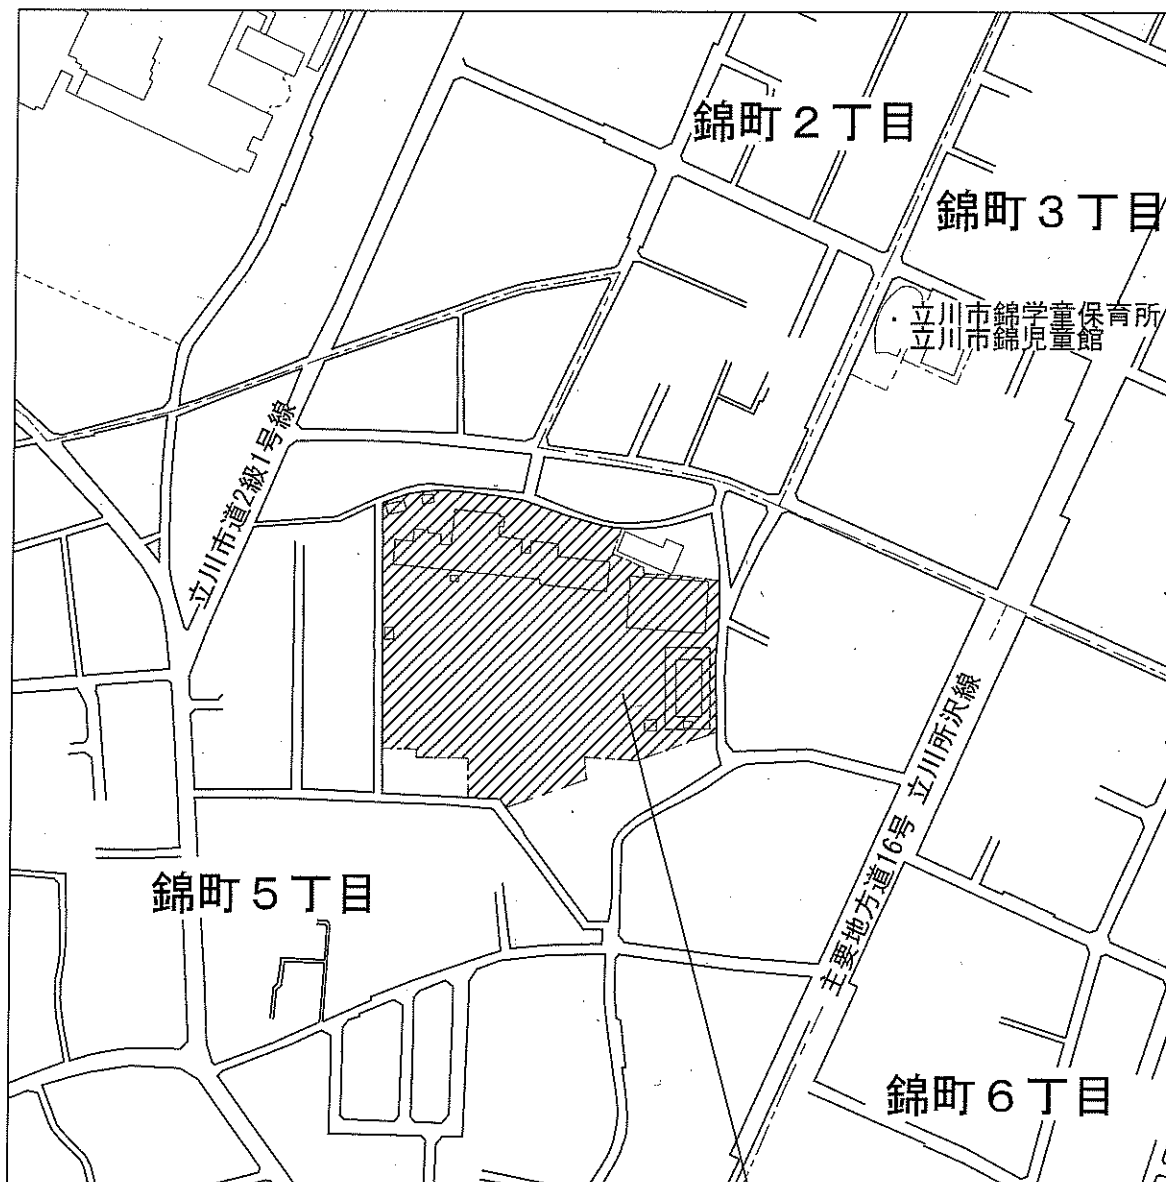 錦町２丁目
錦町３丁目
立川市錦学童保育所
立川市錦児童館
立川市道2級1号線
立川所沢線
主要地方道16号
錦町５丁目
錦町６丁目